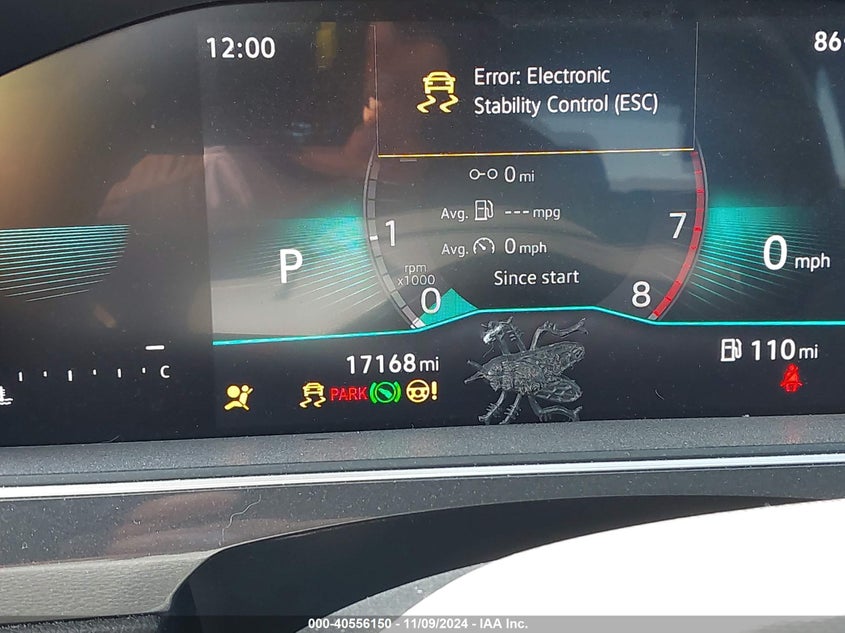 12:00
86
Error: Electronic
Stability Control (ESC)
0 mi
Avg. --- mpg
Avg. 0 mph
Since start
1
7
rpm
x1000
0
8
P
0 mph
C
17168 mi
110 mi
PARK
!
000-40556150 - 11/09/2024 - IAA Inc.